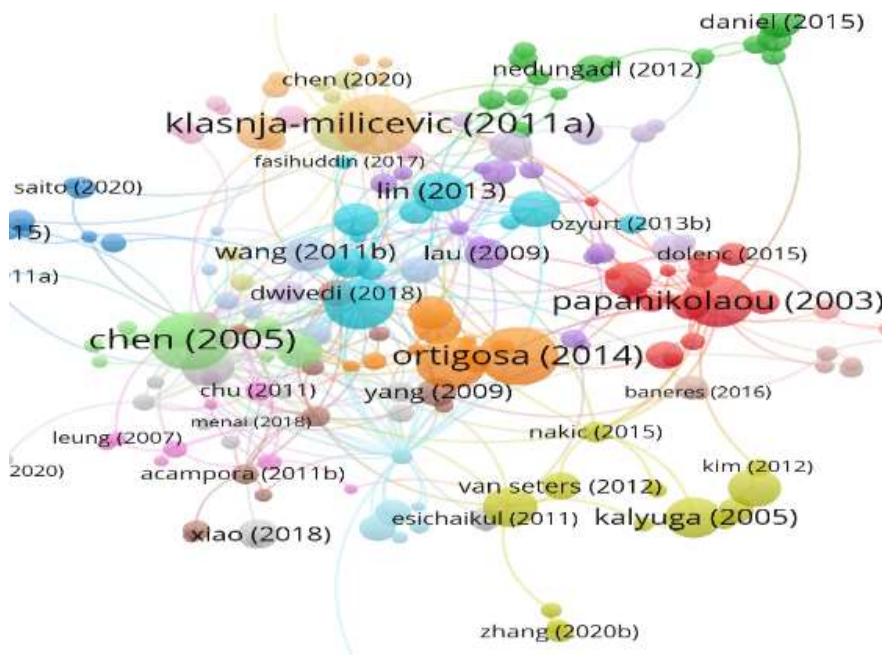 daniel (2015)
nedungadi (2012)
chen (2020)
klasnja-milicevic (2011a)
fasihuddin (2017)
saito (2020)
lin (2013)
15)
ozyurt (2013b)
wang (2011b)
lau (2009)
dolenc (2015)
011a)
dwivedi (2018)
papanikolaou (2003)
chen (2005)
ortigosa (2014)
chu (2011)
yang (2009)
baneres (2016)
menai (2018)
leung (2007)
nakic (2015)
(2020)
acampora (2011b)
kim (2012)
van seters (2012)
esichaikul (2011)
kalyuga (2005)
xiao (2018)
zhang (2020b)